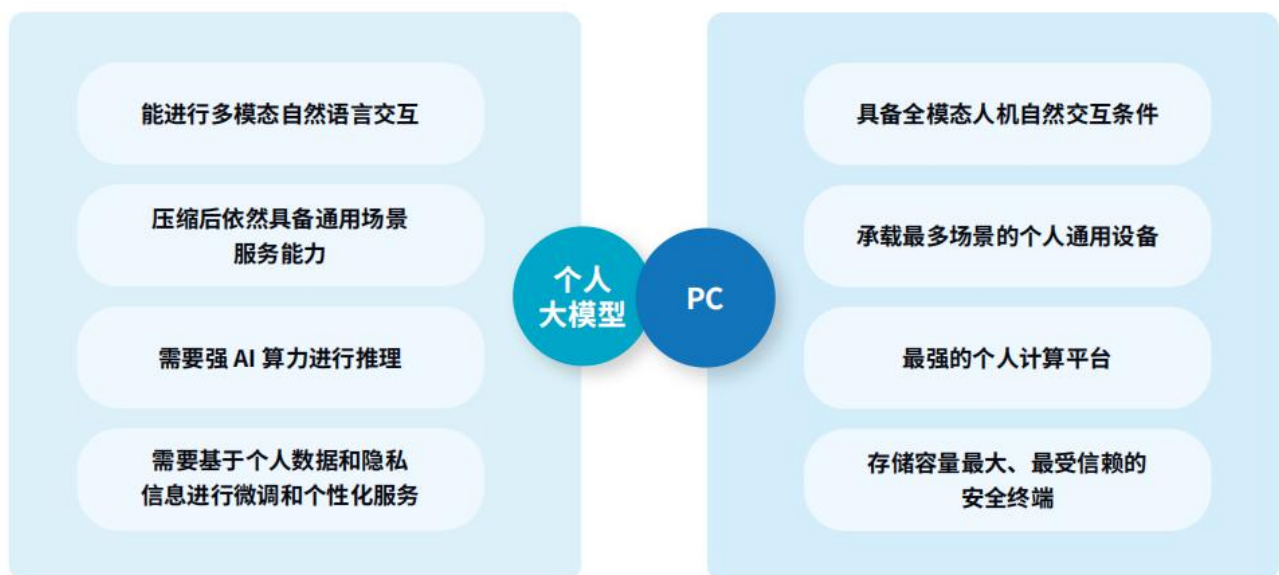 能进行多模态自然语言交互
压缩后依然具备通用场景
服务能力
需要强 AI 算力进行推理
需要基于个人数据和隐私
信息进行微调和个性化服务
个人
大模型
PC
具备全模态人机自然交互条件
承载最多场景的个人通用设备
最强的个人计算平台
存储容量最大、最受信赖的
安全终端